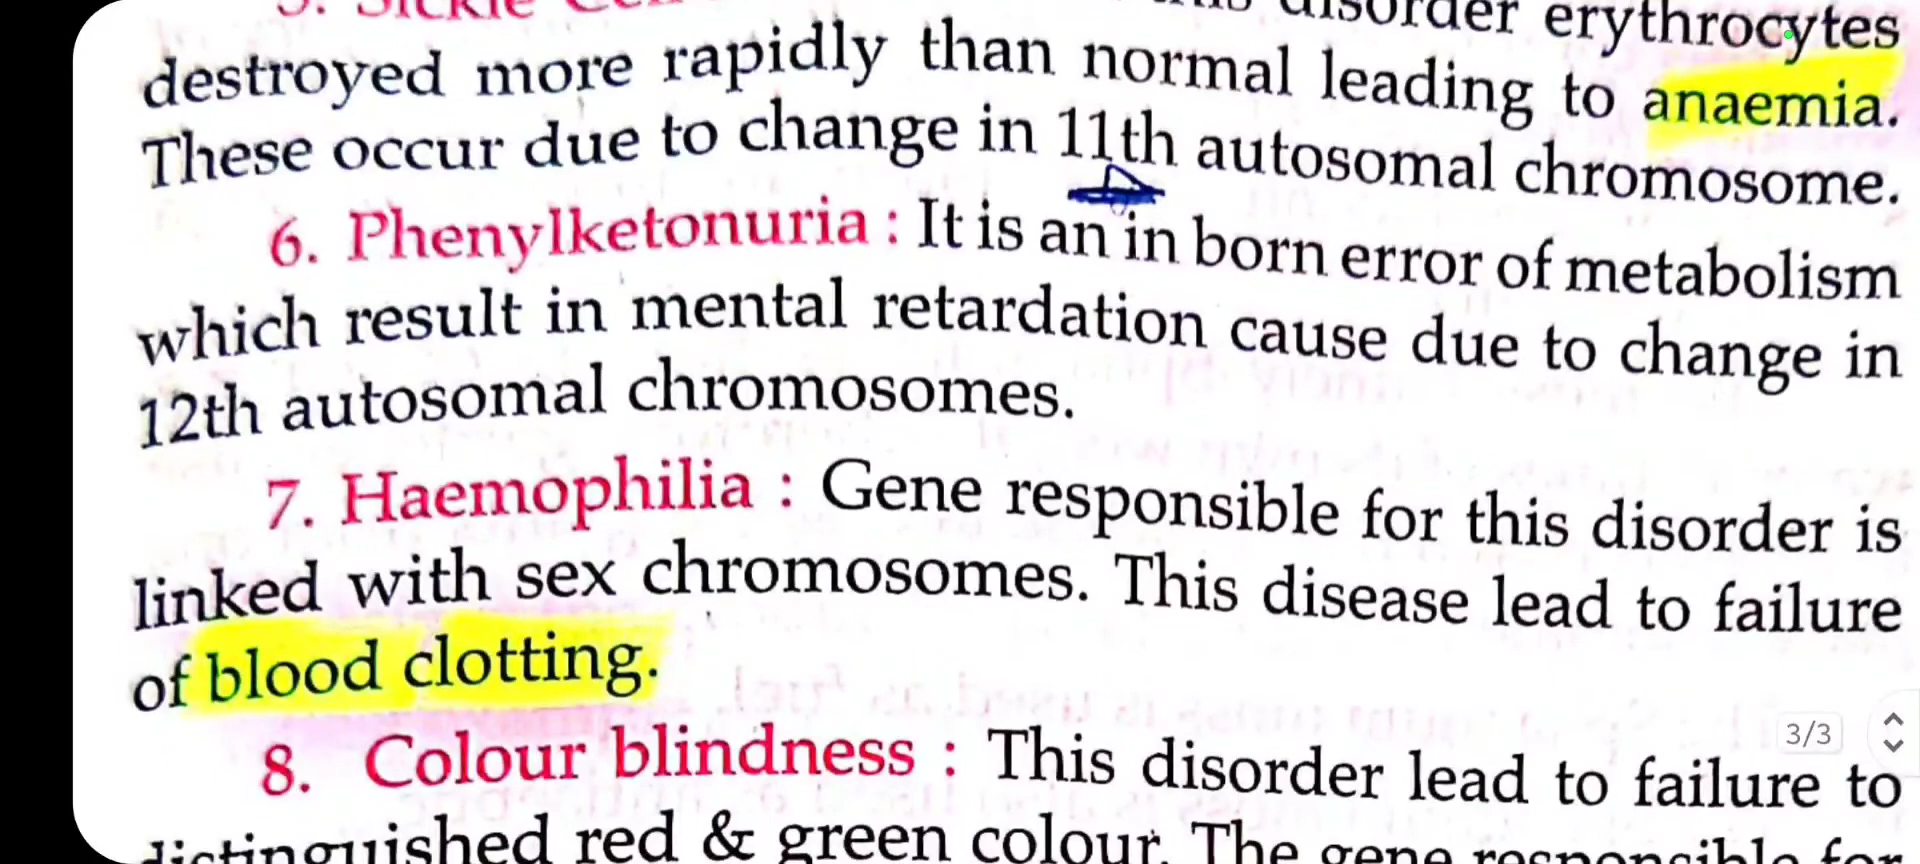 disorder erythrocytes
destroyed more rapidly than normal leading to anaemia.
These occur due to change in 11th autosomal chromosome.
6. Phenylketonuria : It is an in born error of metabolism
which result in mental retardation cause due to change in
12th autosomal chromosomes.
7. Haemophilia : Gene responsible for this disorder is
linked with sex chromosomes. This disease lead to failure
of blood clotting.
8. Colour blindness : This disorder lead to failure to
distinguished red & green colour. The gene responsible for
3/3